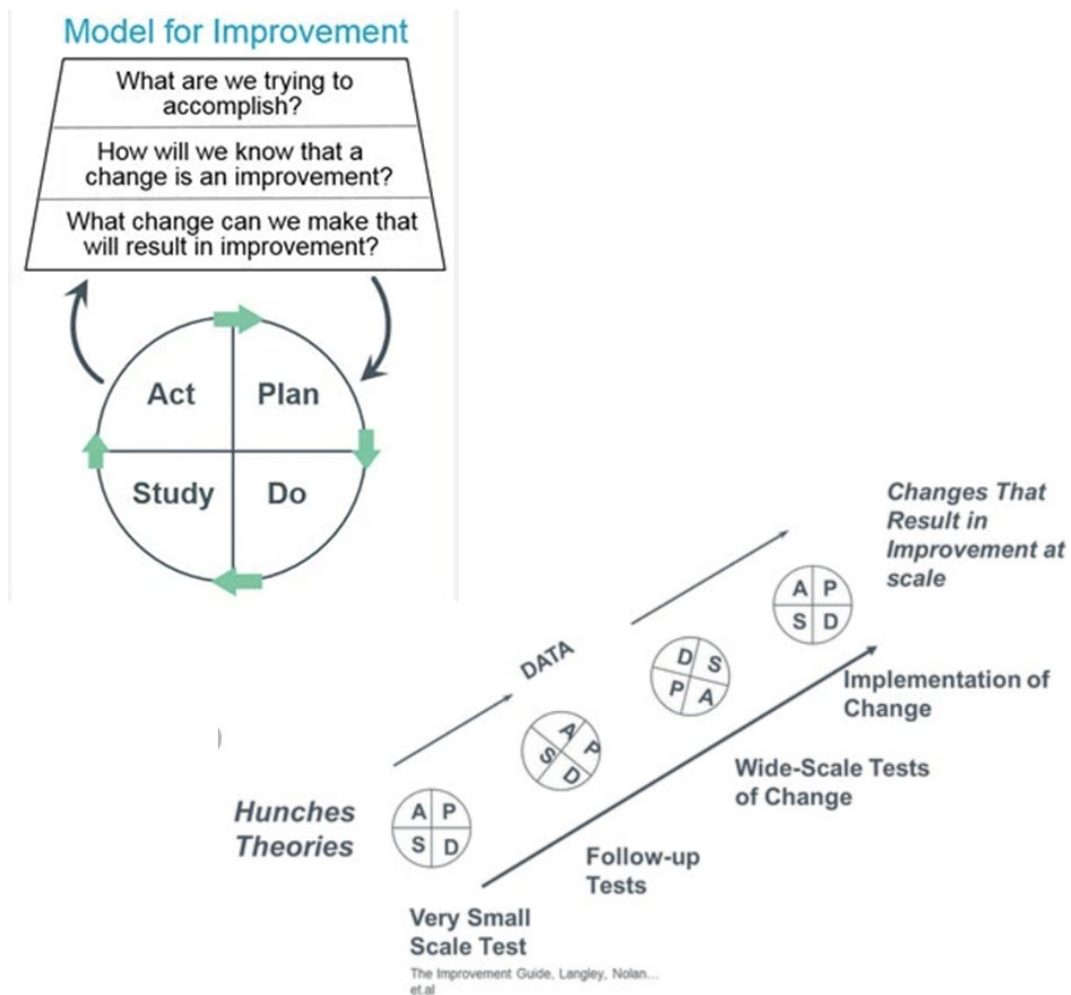 Model for Improvement
What are we trying to
accomplish?
How will we know that a
change is an improvement?
What change can we make that
will result in improvement?
Act
Plan
Study
Do
Changes That
Result in
Improvement at
scale
A P
S D
DATA
D S
P A
Implementation of
Change
A P
S D
Wide-Scale Tests
of Change
Hunches
Theories
A P
S D
Follow-up
Tests
Very Small
Scale Test
The Improvement Guide, Langley, Nolan...
et.al